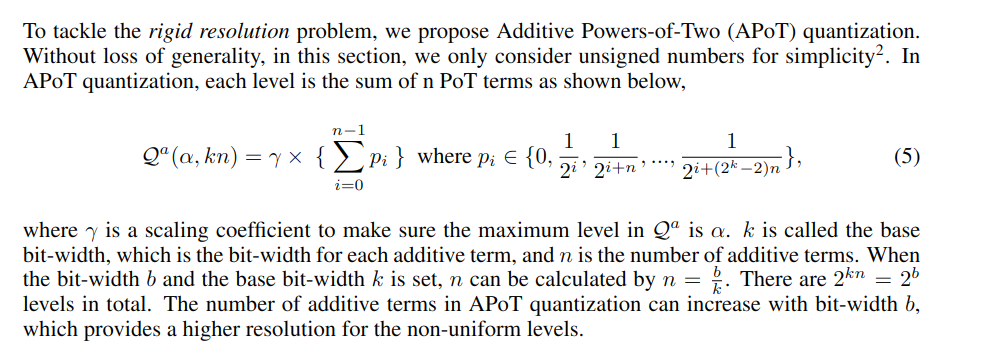 To tackle the rigid resolution problem, we propose Additive Powers-of-Two (APoT) quantization.
Without loss of generality, in this section, we only consider unsigned numbers for simplicity². In
APoT quantization, each level is the sum of n PoT terms as shown below,
$\mathcal{Q}^a(\alpha, kn) = \gamma \times \{ \sum_{i=0}^{n-1} p_i \} \text{ where } p_i \in \{0, \frac{1}{2^i}, \frac{1}{2^{i+n}}, ..., \frac{1}{2^{i+(2^k-2)n}}\},$ (5)
where γ is a scaling coefficient to make sure the maximum level in $\mathcal{Q}^a$ is α. k is called the base
bit-width, which is the bit-width for each additive term, and n is the number of additive terms. When
the bit-width b and the base bit-width k is set, n can be calculated by $n = \frac{b}{k}$. There are $2^{kn} = 2^b$
levels in total. The number of additive terms in APoT quantization can increase with bit-width b,
which provides a higher resolution for the non-uniform levels.